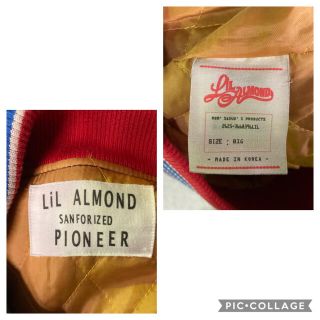 LiL
ALMOND
SIZE : BIG
- MADE IN KOREA -
LiL ALMOND
SANFORIZED
PIONEER
PIC•COLLAGE